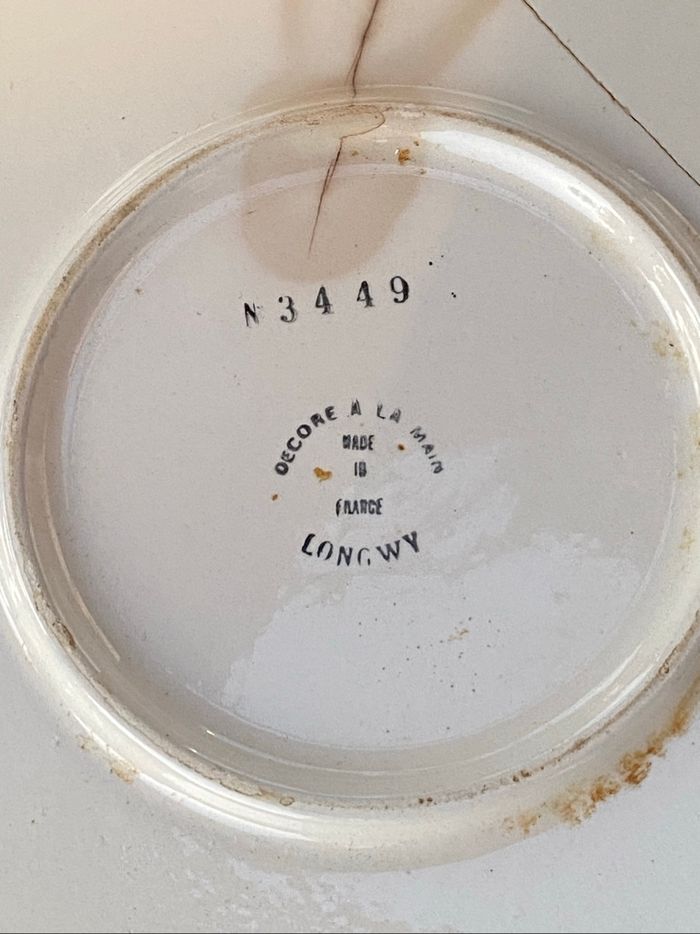 N 3449
DECORE A LA MAIN
MADE
IN
FRANCE
LONGWY